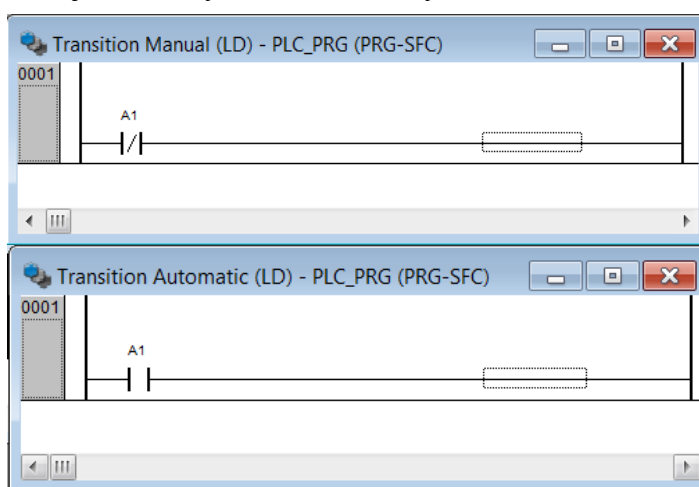 Transition Manual (LD) - PLC_PRG (PRG-SFC)
0001
A1
Transition Automatic (LD) - PLC_PRG (PRG-SFC)
0001
A1